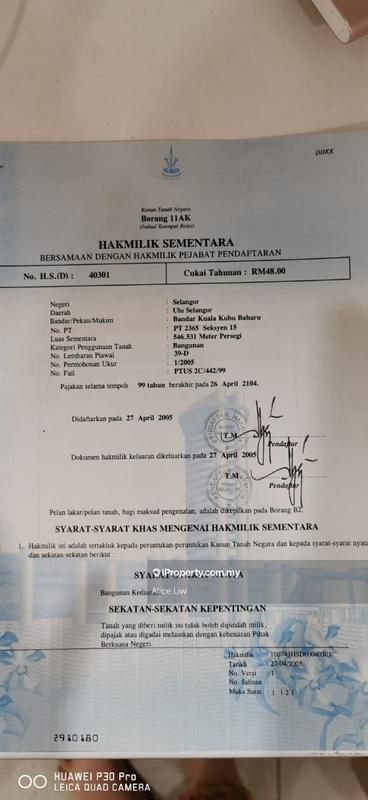 DHKK
Kanun Tanah Negara
Borang 11AK
(Jadual Keempat Belas)
HAKMILIK SEMENTARA
BERSAMAAN DENGAN HAKMILIK PEJABAT PENDAFTARAN
No. H.S.(D) : 40301 Cukai Tahunan : RM48.00
Negeri : Selangor
Daerah : Ulu Selangor
Bandar/Pekan/Mukim : Bandar Kuala Kubu Baharu
No. PT : PT 2365 Seksyen 15
Luas Sementara : 546.531 Meter Persegi
Kategori Penggunaan Tanah : Bangunan
No. Lembaran Piawai : 39-D
No. Permohonan Ukur : 1/2005
No. Fail : PTUS 2C/442/99
Pajakan selama tempoh 99 tahun berakhir pada 26 April 2104.
Didaftarkan pada 27 April 2005
T.M
Pendaftar
Dokumen hakmilik keluaran dikeluarkan pada 27 April 2005
T.M
Pendaftar
Pelan lakar/pelan tanah, bagi maksud pengenalan, adalah dikepilkan pada Borang B2.
SYARAT-SYARAT KHAS MENGENAI HAKMILIK SEMENTARA
1. Hakmilik ini adalah tertakluk kepada peruntukan-peruntukan Kanun Tanah Negara dan kepada syarat-syarat nyata
dan sekatan-sekatan berikut :
iProperty.com.my
Bangunan
Alice Liw
SEKATAN-SEKATAN KEPENTINGAN
Tanah yang diberi milik ini tidak boleh dipindah milik,
dipajak atau digadai melainkan dengan kebenaran Pihak
Berkuasa Negeri.
Hakmilik : 100743HSD00040301
Tarikh : 27/04/2005
No. Versi : 1
No. Salinan :
Muka Surat : 1 ( 2 )
2910180
HUAWEI P30 Pro
LEICA QUAD CAMERA